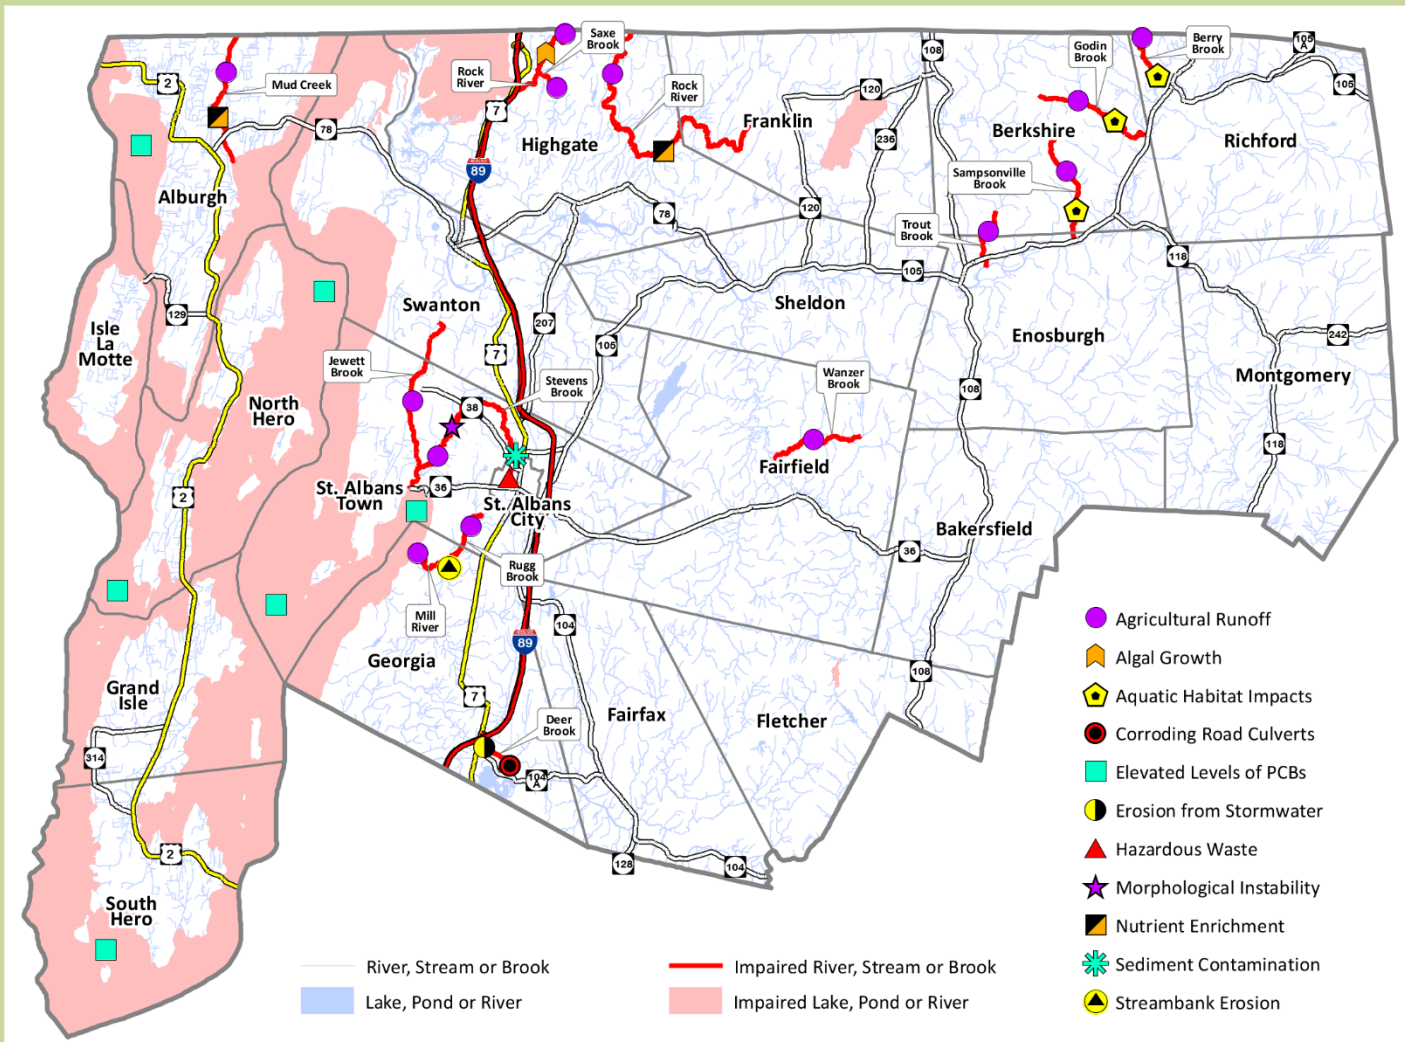 Saxe
Brook
Rock
River
Mud Creek
Rock
River
Godin
Brook
Berry
Brook
108
105
A
105
2
7
78
120
236
Franklin
Highgate
Berkshire
Richford
89
INTERSTATE
Sampsonville
Brook
Alburgh
78
120
Trout
Brook
118
105
Swanton
Sheldon
129
Isle
La
Motte
207
105
7
Enosburgh
242
Jewett
Brook
Stevens
Brook
Wanzer
Brook
Montgomery
108
North
Hero
38
118
Fairfield
St. Albans
Town
36
2
St. Albans
City
Bakersfield
36
Rugg
Brook
Mill
River
104
89
INTERSTATE
Georgia
108
Grand
Isle
7
Deer
Brook
Fairfax
Fletcher
314
104
A
2
128
104
South
Hero
Agricultural Runoff
Algal Growth
Aquatic Habitat Impacts
Corroding Road Culverts
Elevated Levels of PCBs
Erosion from Stormwater
Hazardous Waste
Morphological Instability
Nutrient Enrichment
Sediment Contamination
Streambank Erosion
River, Stream or Brook
Impaired River, Stream or Brook
Lake, Pond or River
Impaired Lake, Pond or River